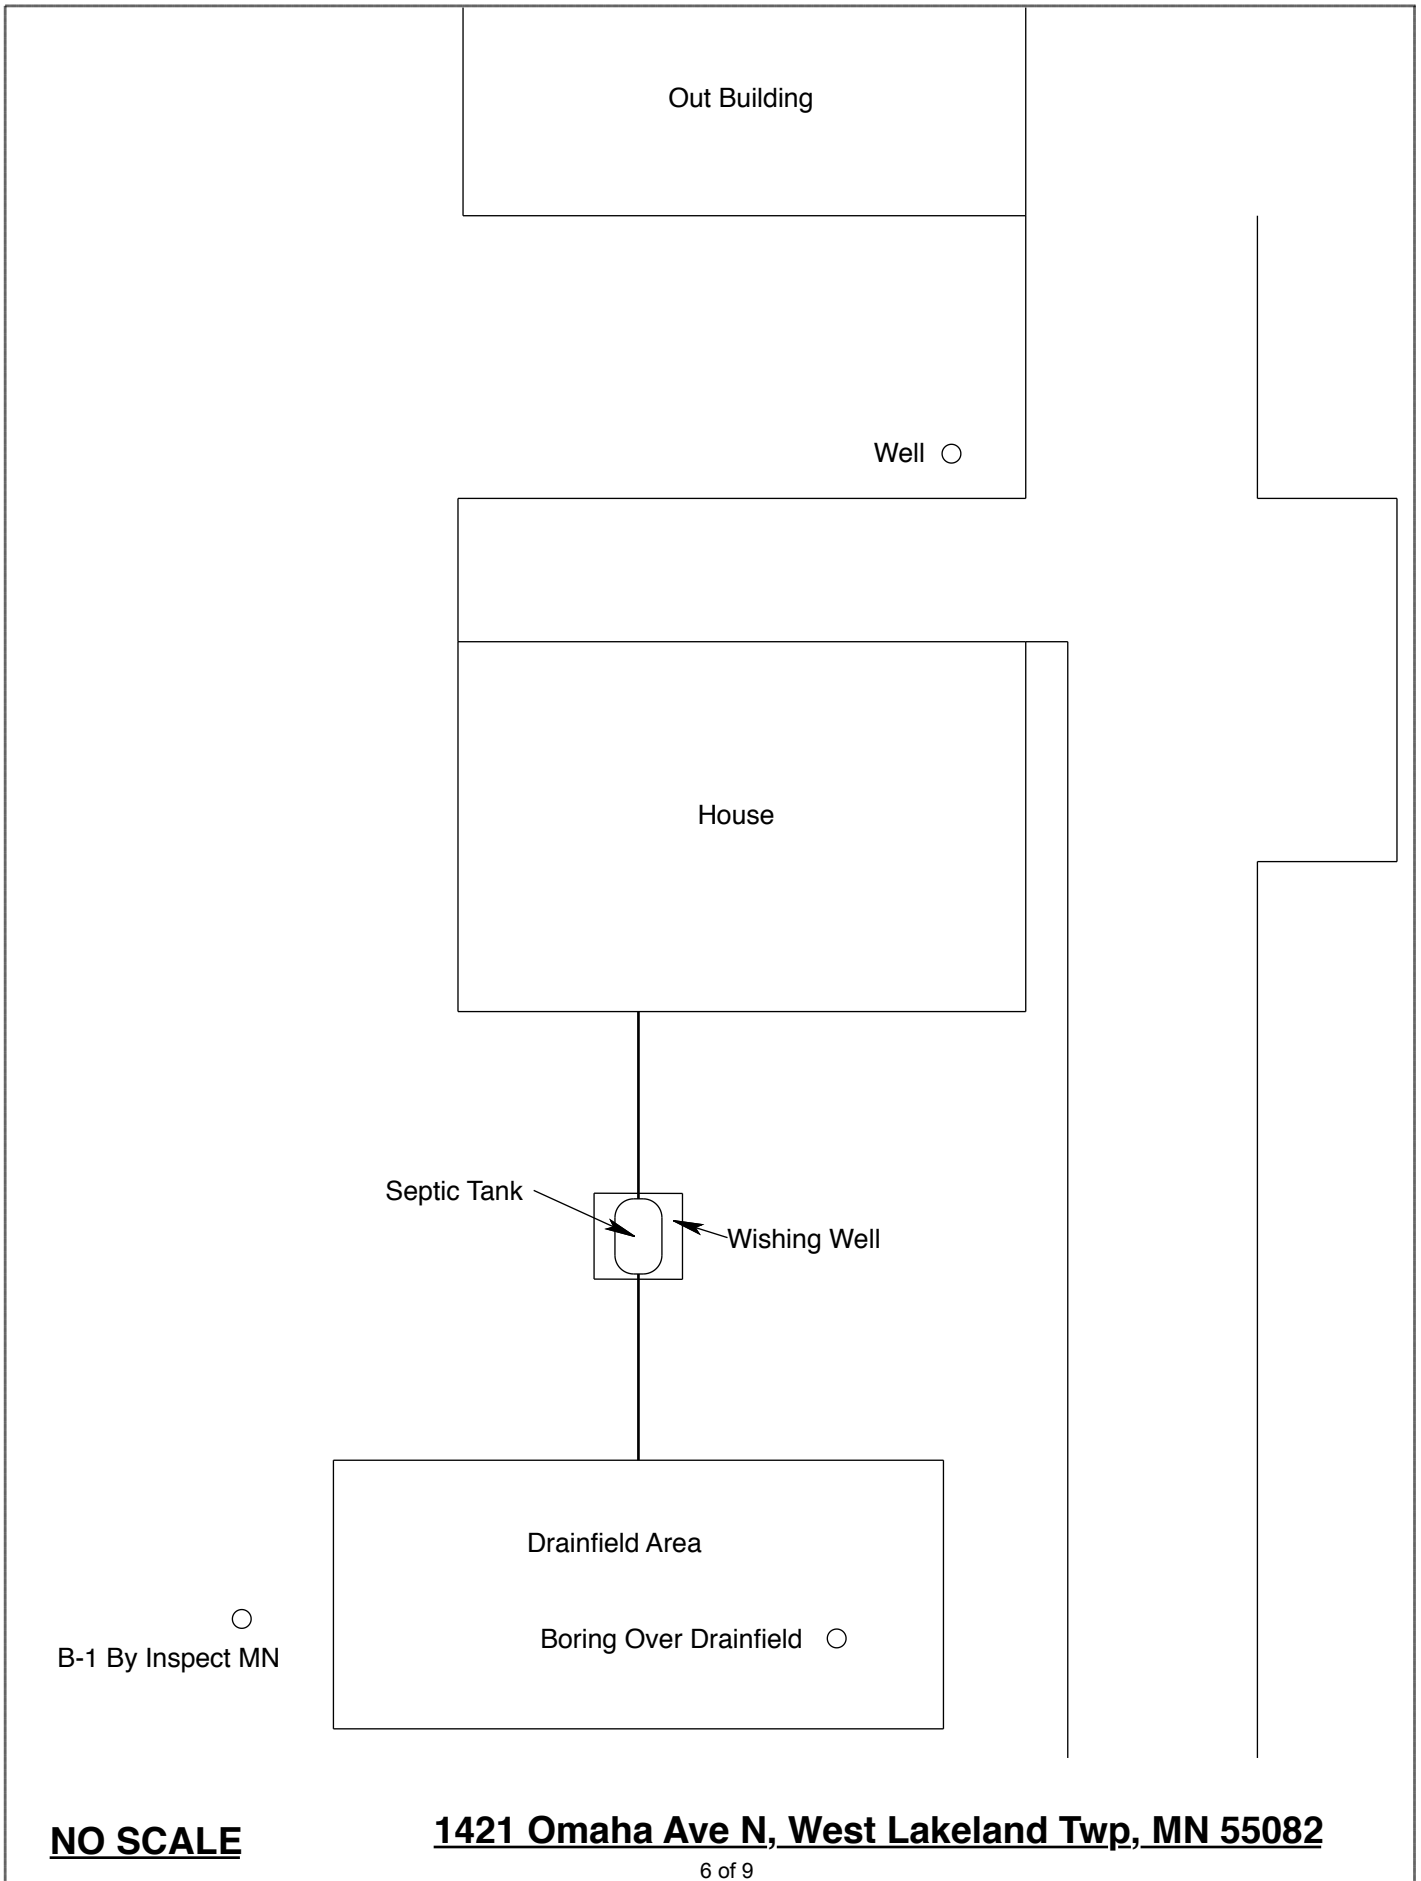 Out Building
Well
House
Septic Tank
Wishing Well
Drainfield Area
Boring Over Drainfield
B-1 By Inspect MN
NO SCALE
1421 Omaha Ave N, West Lakeland Twp, MN 55082
6 of 9